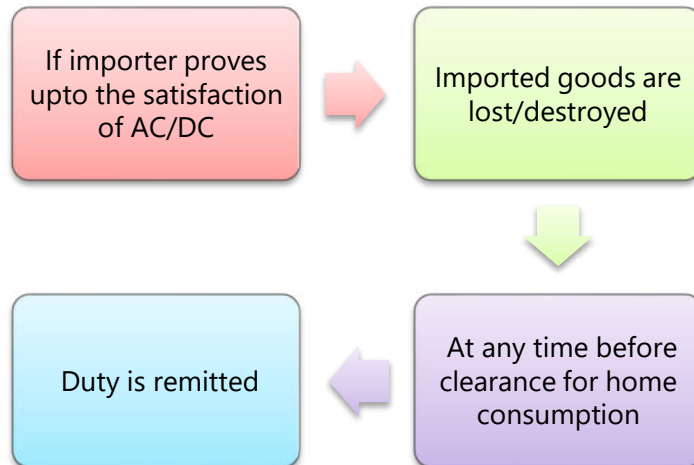 If importer proves
upto the satisfaction
of AC/DC
Imported goods are
lost/destroyed
At any time before
clearance for home
consumption
Duty is remitted